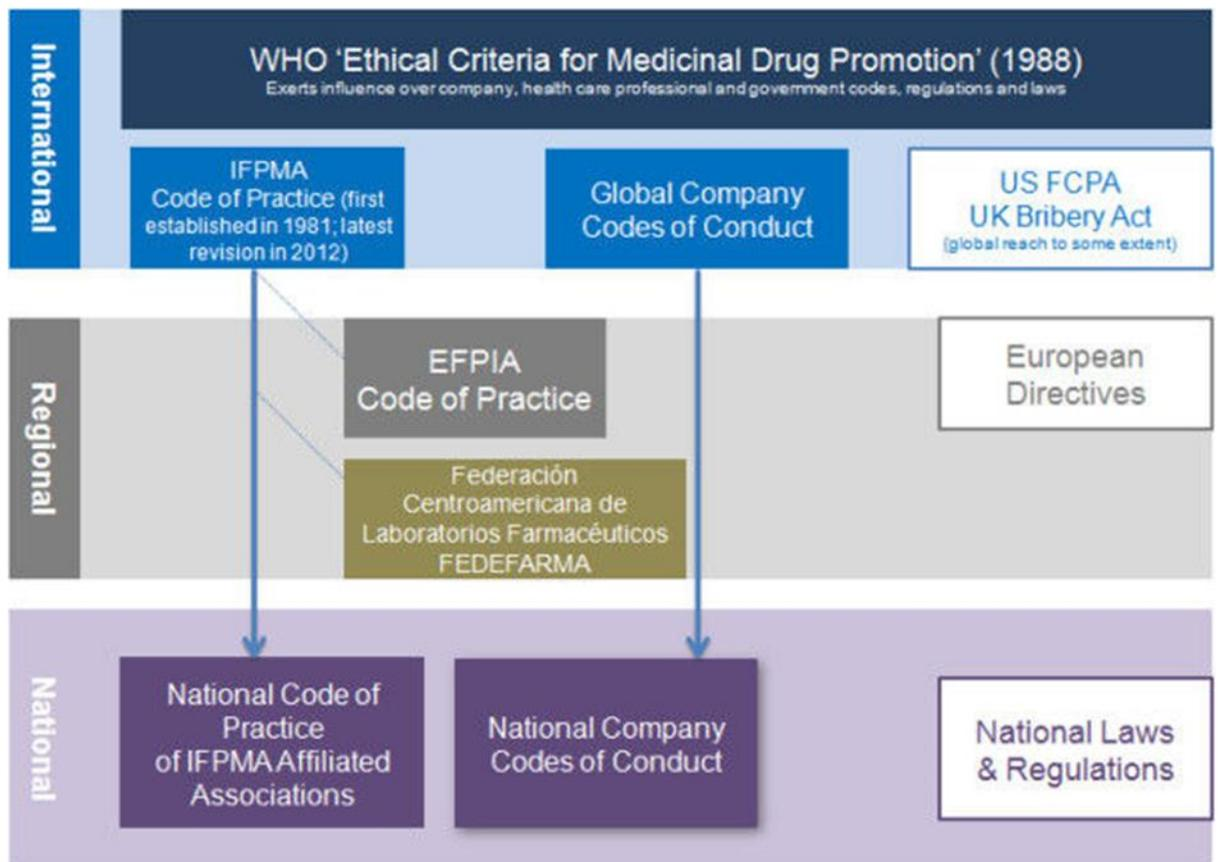 International
WHO ‘Ethical Criteria for Medicinal Drug Promotion’ (1988)
Exerts influence over company, health care professional and government codes, regulations and laws
IFPMA
Code of Practice (first
established in 1981; latest
revision in 2012)
Global Company
Codes of Conduct
US FCPA
UK Bribery Act
(global reach to some extent)
Regional
EFPIA
Code of Practice
European
Directives
Federación
Centroamericana de
Laboratorios Farmacéuticos
FEDEFARMA
National
National Code of
Practice
of IFPMA Affiliated
Associations
National Company
Codes of Conduct
National Laws
& Regulations